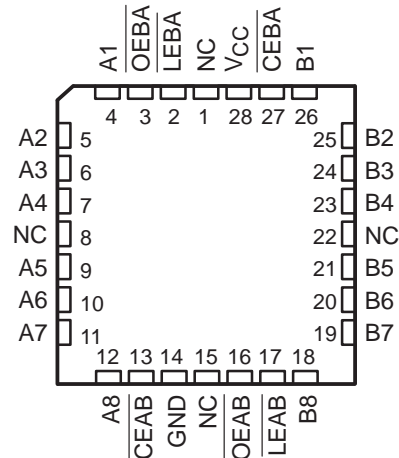 A1 OEBA LEBA NC VCC CEBA B1
4 3 2 1 28 27 26
A2 5 25 B2
A3 6 24 B3
A4 7 23 B4
NC 8 22 NC
A5 9 21 B5
A6 10 20 B6
A7 11 19 B7
12 13 14 15 16 17 18
A8 CEAB GND NC OEAB LEAB B8